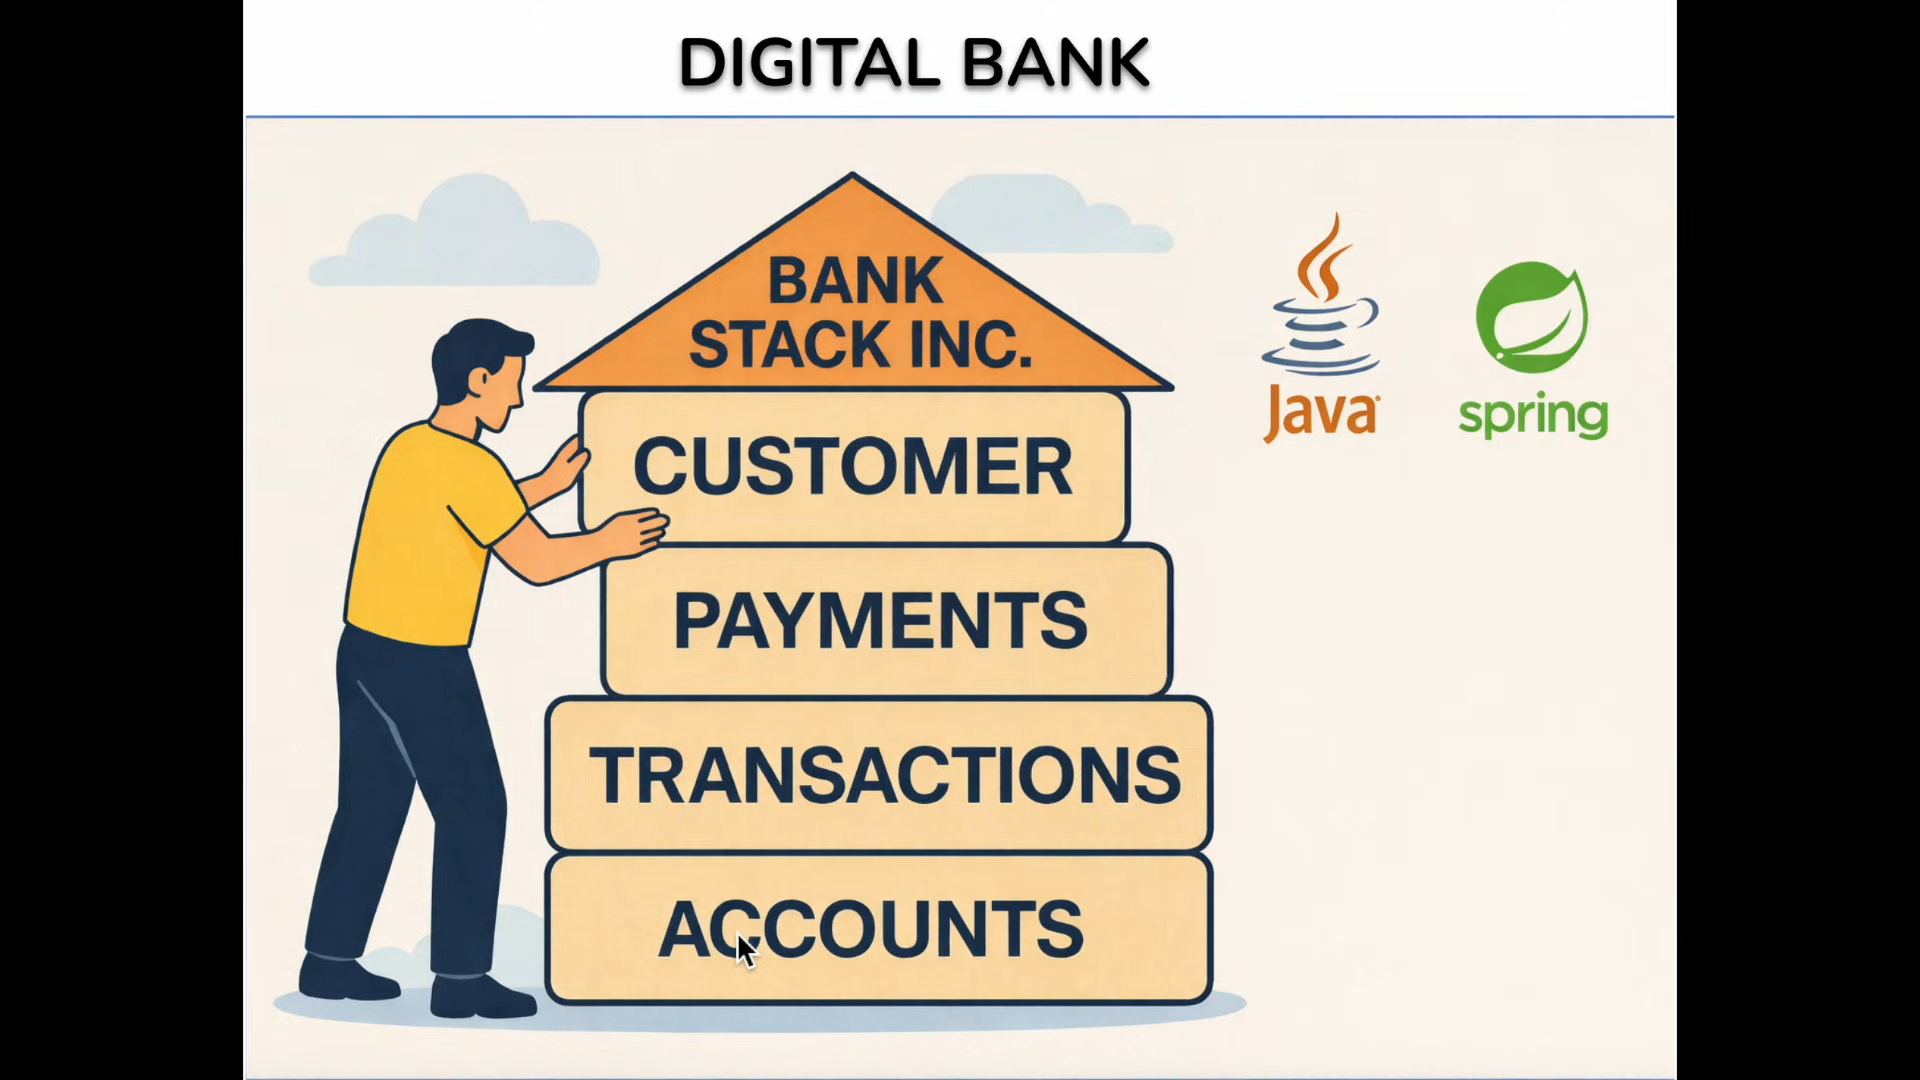 DIGITAL BANK
BANK
STACK INC.
CUSTOMER
PAYMENTS
TRANSACTIONS
ACCOUNTS
Java
spring